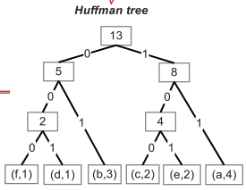 Huffman tree
13
0 1
5 8
0 1 0 1
2 4
0 1 0 1
(f,1) (d,1) (b,3) (c,2) (e,2) (a,4)